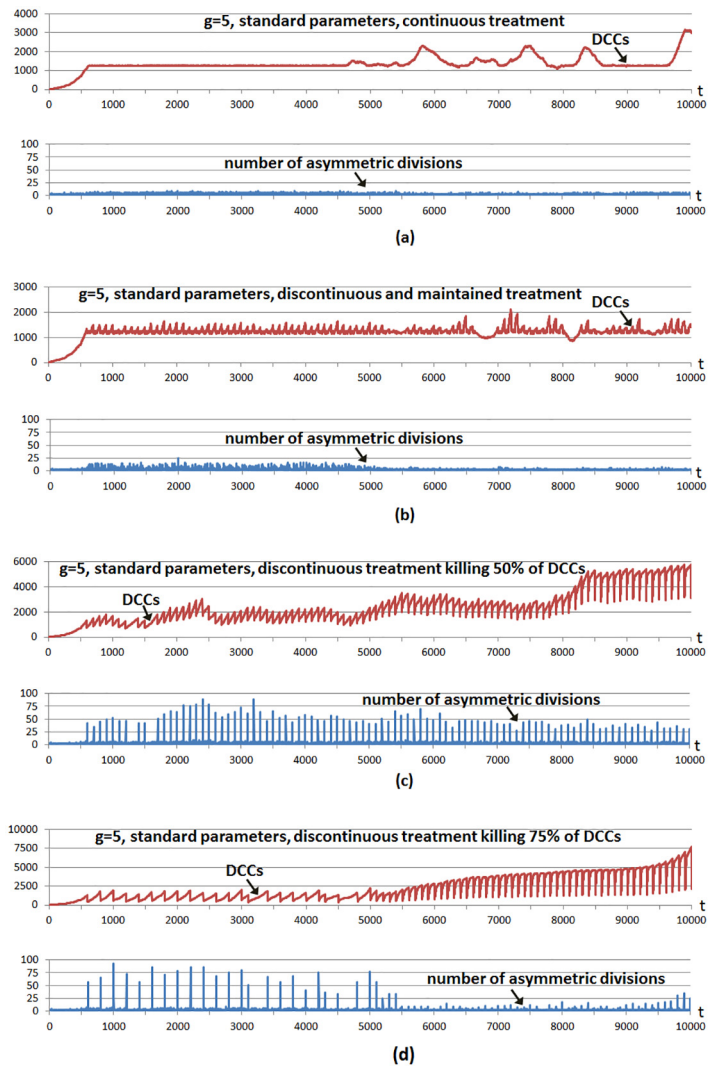 g=5, standard parameters, continuous treatment
4000
3000
2000
1000
0
DCCs
t
0 1000 2000 3000 4000 5000 6000 7000 8000 9000 10000
100
75
50
25
0
number of asymmetric divisions
0 1000 2000 3000 4000 5000 6000 7000 8000 9000 10000
(a)
g=5, standard parameters, discontinuous and maintained treatment
3000
2000
1000
0
DCCs
t
0 1000 2000 3000 4000 5000 6000 7000 8000 9000 10000
100
75
50
25
0
number of asymmetric divisions
t
0 1000 2000 3000 4000 5000 6000 7000 8000 9000 10000
(b)
g=5, standard parameters, discontinuous treatment killing 50% of DCCs
6000
4000
2000
0
DCCs
t
0 1000 2000 3000 4000 5000 6000 7000 8000 9000 10000
100
75
50
25
0
number of asymmetric divisions
t
0 1000 2000 3000 4000 5000 6000 7000 8000 9000 10000
(c)
g=5, standard parameters, discontinuous treatment killing 75% of DCCs
10000
7500
5000
2500
0
DCCs
t
0 1000 2000 3000 4000 5000 6000 7000 8000 9000 10000
100
75
50
25
0
number of asymmetric divisions
t
0 1000 2000 3000 4000 5000 6000 7000 8000 9000 10000
(d)